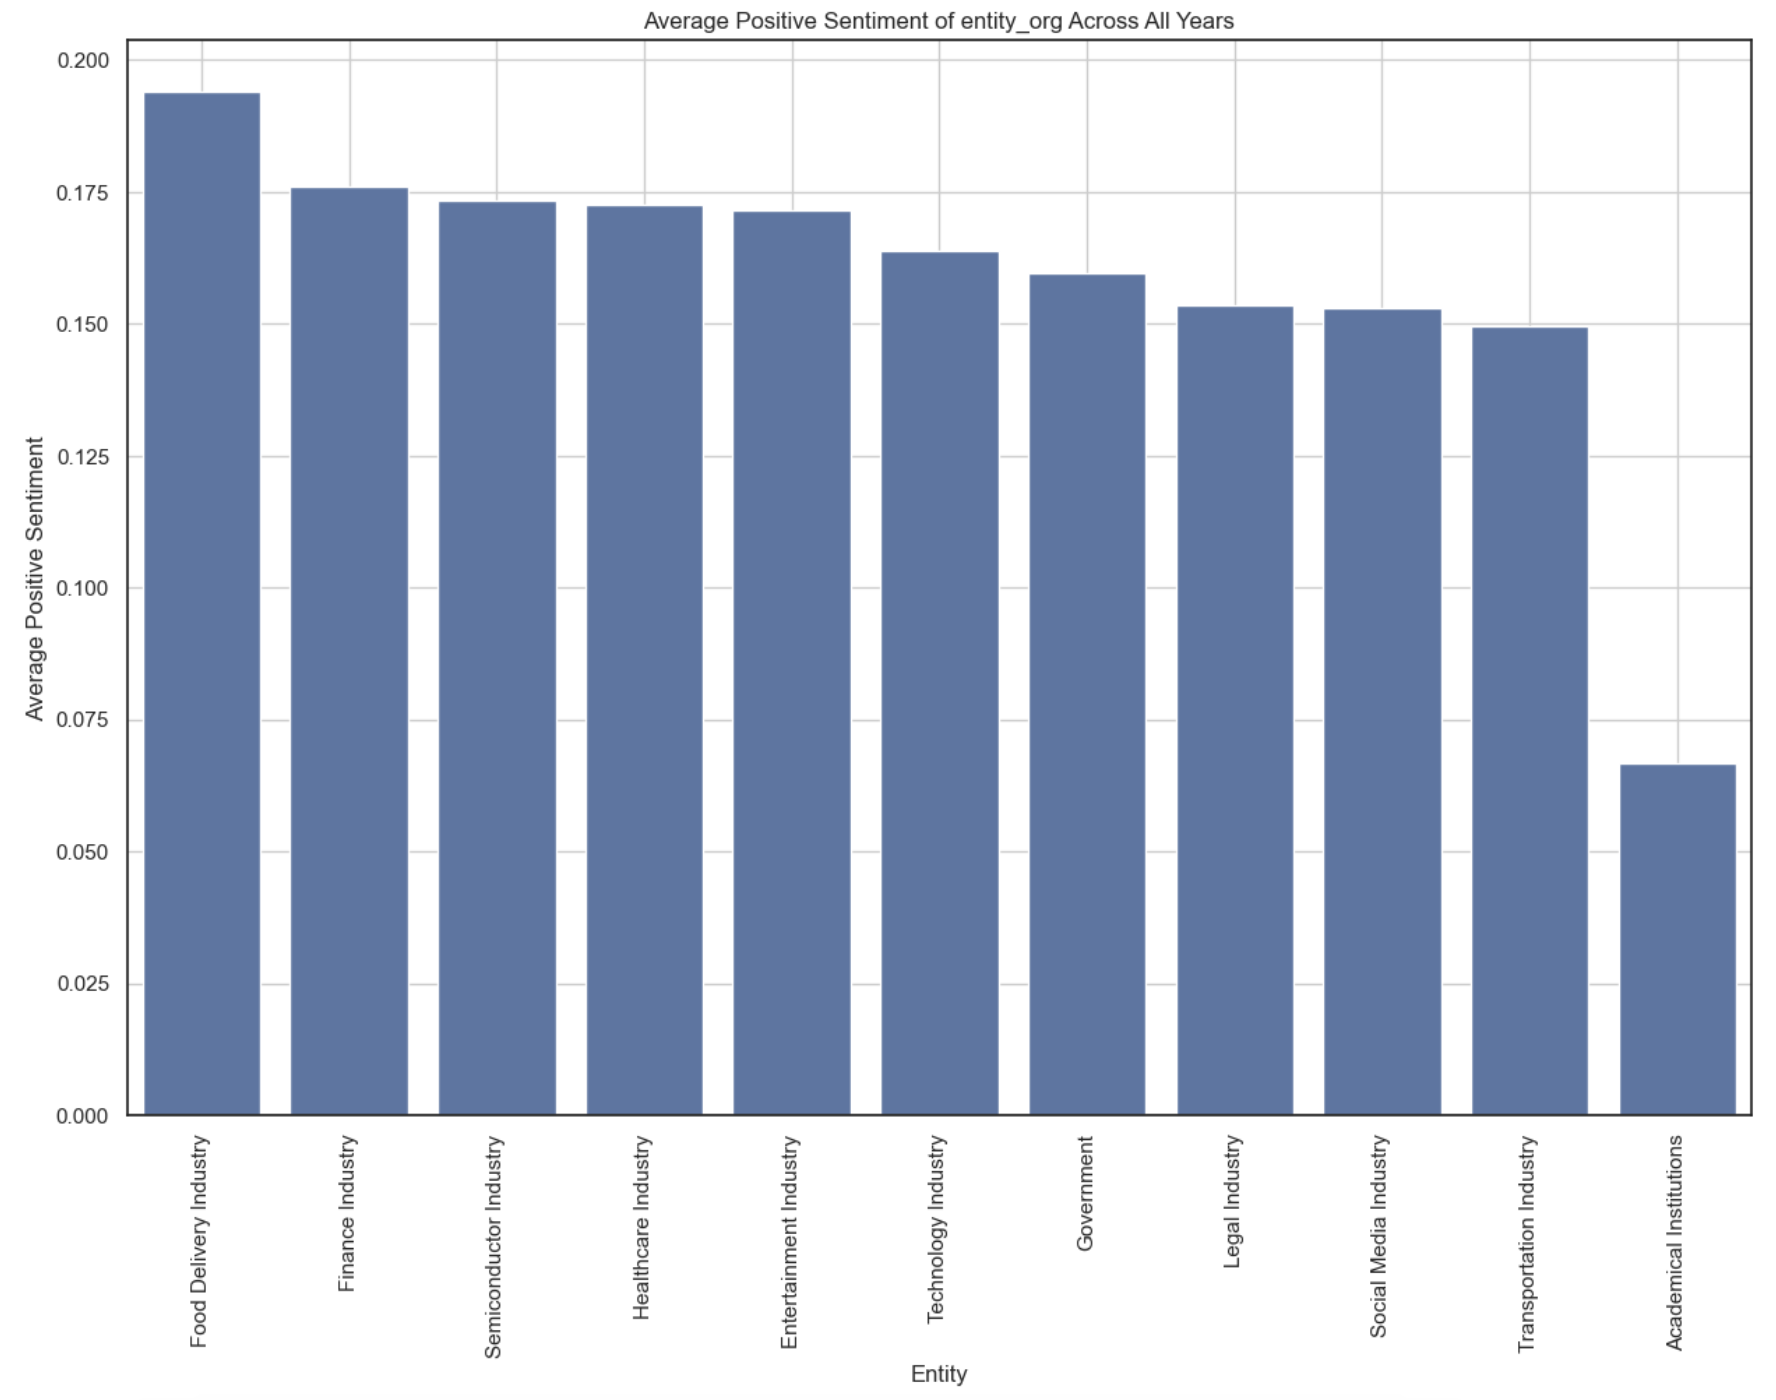 Average Positive Sentiment of entity_org Across All Years
0.200
0.175
0.150
0.125
0.100
0.075
0.050
0.025
0.000
Average Positive Sentiment
Food Delivery Industry
Finance Industry
Semiconductor Industry
Healthcare Industry
Entertainment Industry
Technology Industry
Government
Legal Industry
Social Media Industry
Transportation Industry
Academical Institutions
Entity